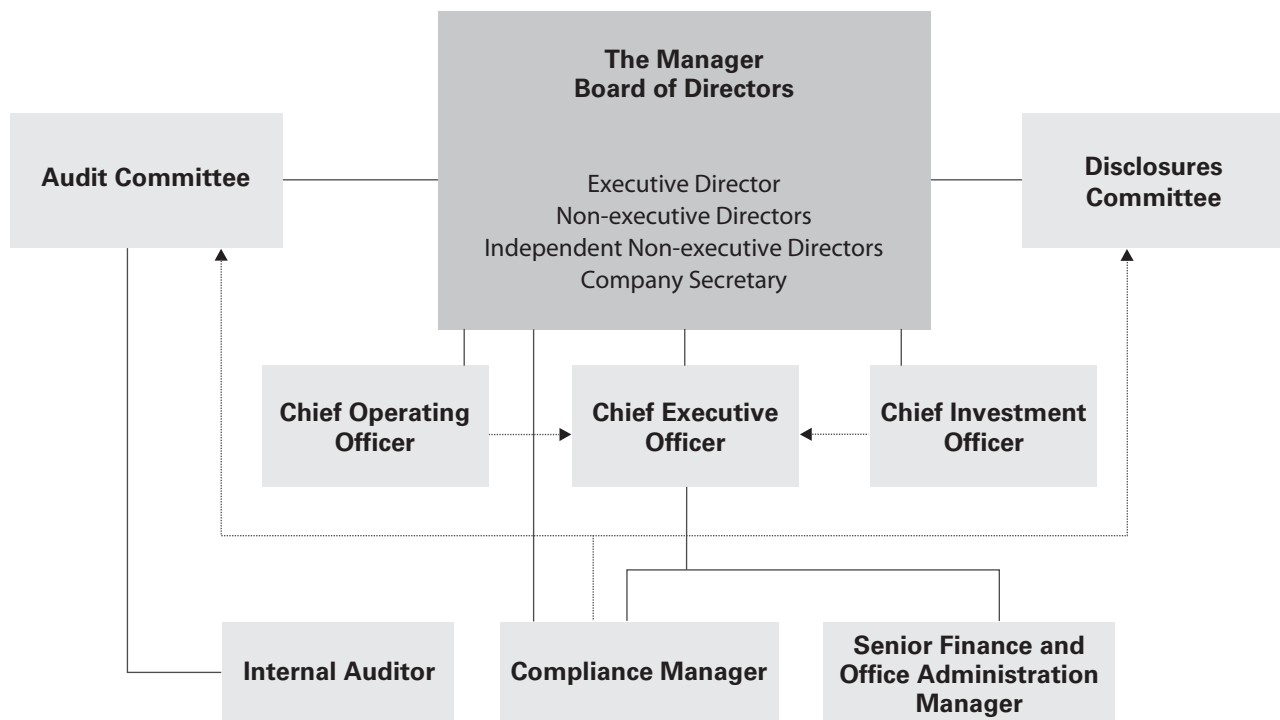 The Manager
Board of Directors
Executive Director
Non-executive Directors
Independent Non-executive Directors
Company Secretary
Audit Committee
Disclosures
Committee
Chief Operating
Officer
Chief Executive
Officer
Chief Investment
Officer
Internal Auditor
Compliance Manager
Senior Finance and
Office Administration
Manager